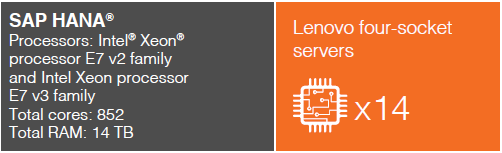 SAP HANA®
Processors: Intel® Xeon®
processor E7 v2 family
and Intel Xeon processor
E7 v3 family
Total cores: 852
Total RAM: 14 TB
Lenovo four-socket
servers
x14